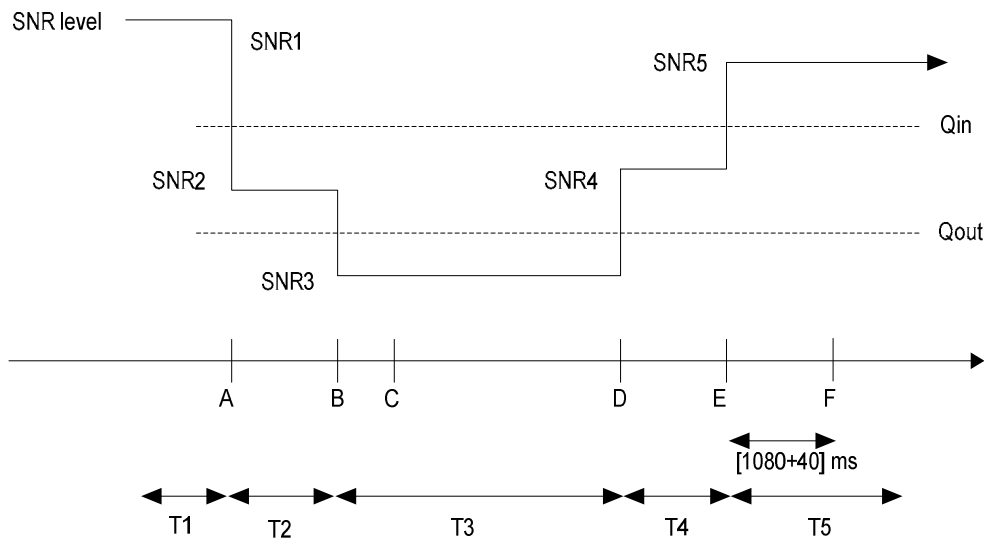 SNR level
SNR1
SNR5
Qin
SNR2
SNR4
Qout
SNR3
A B C D E F
[1080+40] ms
T1 T2 T3 T4 T5